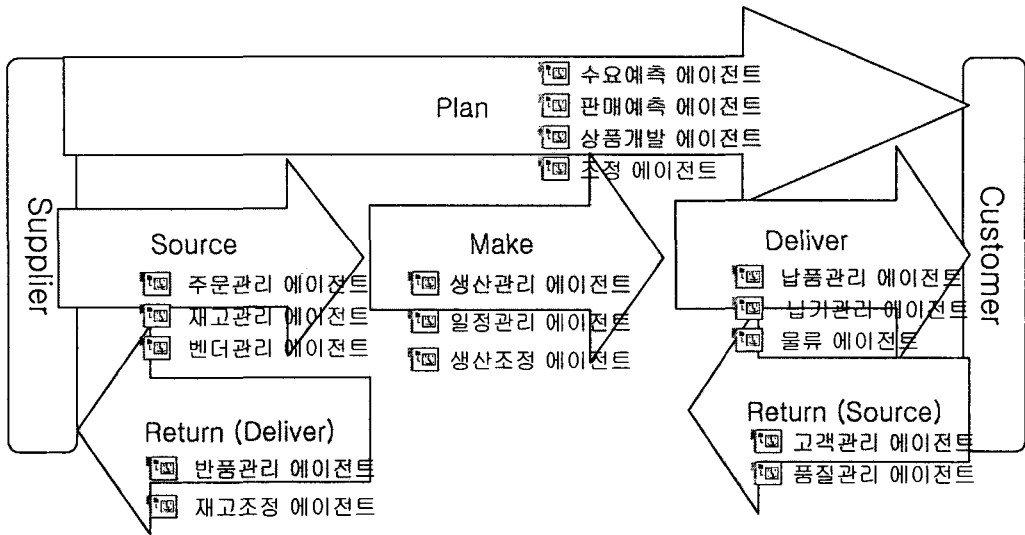 Supplier
Plan
수요예측 에이전트
판매예측 에이전트
상품개발 에이전트
조정 에이전트
Source
주문관리 에이전트
재고관리 에이전트
벤더관리 에이전트
Make
생산관리 에이전트
일정관리 에이전트
생산조정 에이전트
Deliver
납품관리 에이전트
납기관리 에이전트
물류 에이전트
Return (Deliver)
반품관리 에이전트
재고조정 에이전트
Return (Source)
고객관리 에이전트
품질관리 에이전트
Customer